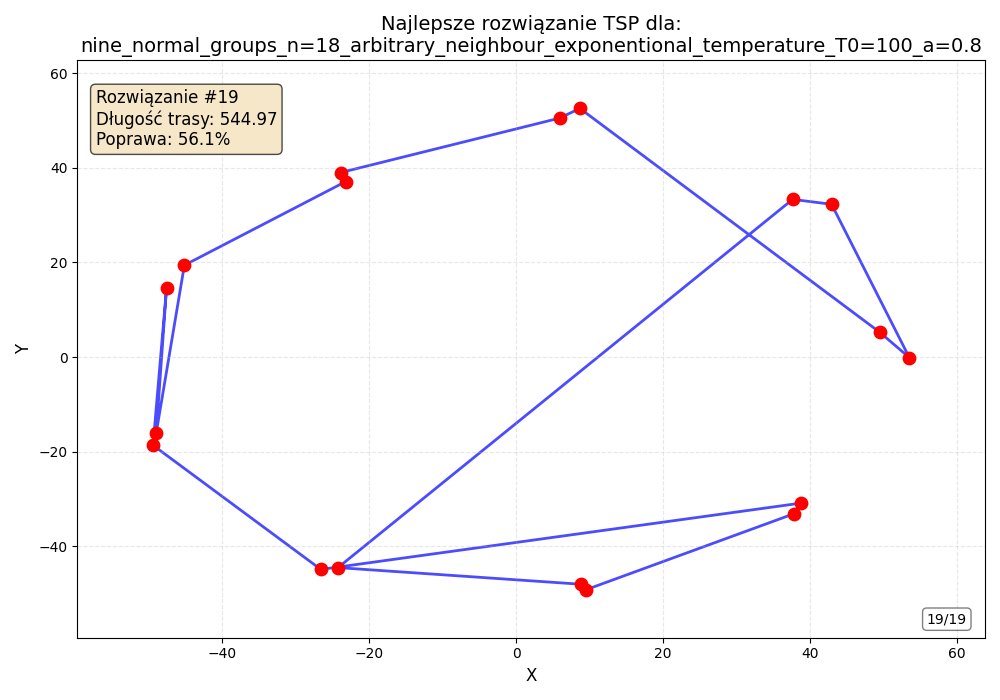 Najlepsze rozwiązanie TSP dla:
nine_normal_groups_n=18_arbitrary_neighbour_exponential_temperature_T0=100_a=0.8
Rozwiązanie #19
Długość trasy: 544.97
Poprawa: 56.1%
60
40
20
0
−20
−40
Y
19/19
−40 −20 0 20 40 60
X